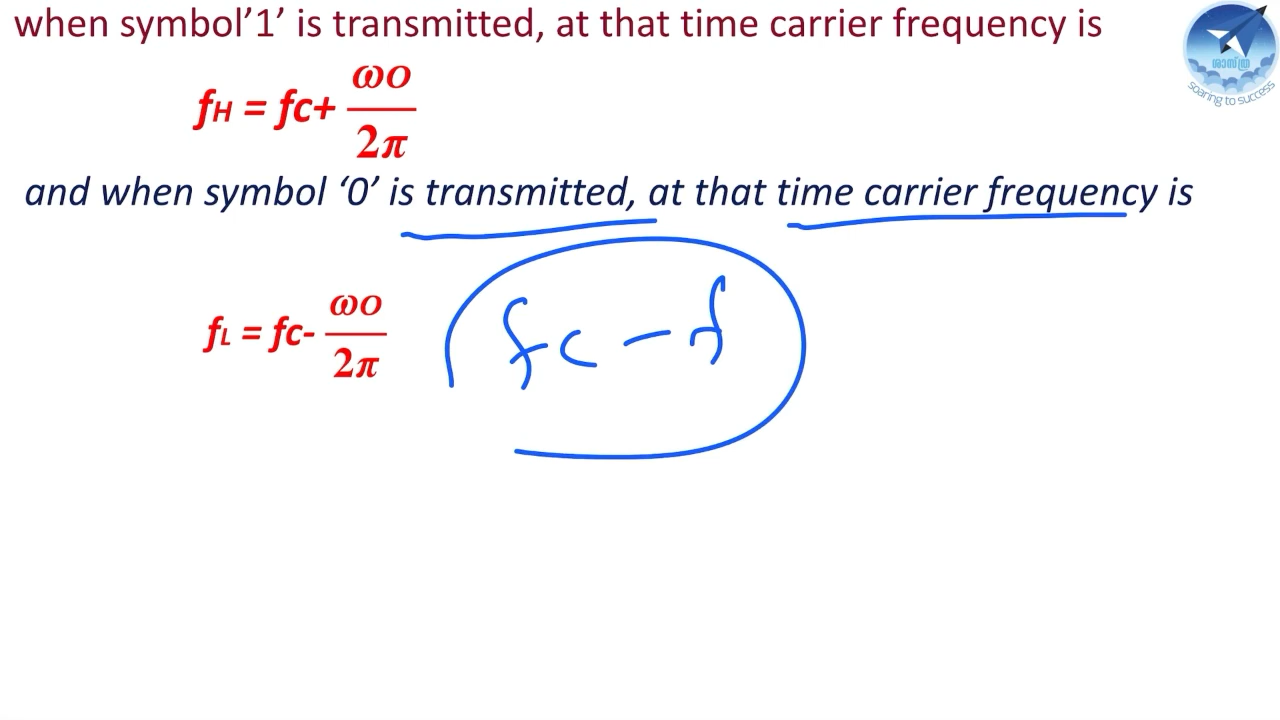 when symbol’1’ is transmitted, at that time carrier frequency is
ശാസ്ത്ര
soaring to success
fH = fc+ ωo/2π
and when symbol ‘0’ is transmitted, at that time carrier frequency is
fL = fc- ωo/2π
fc - f